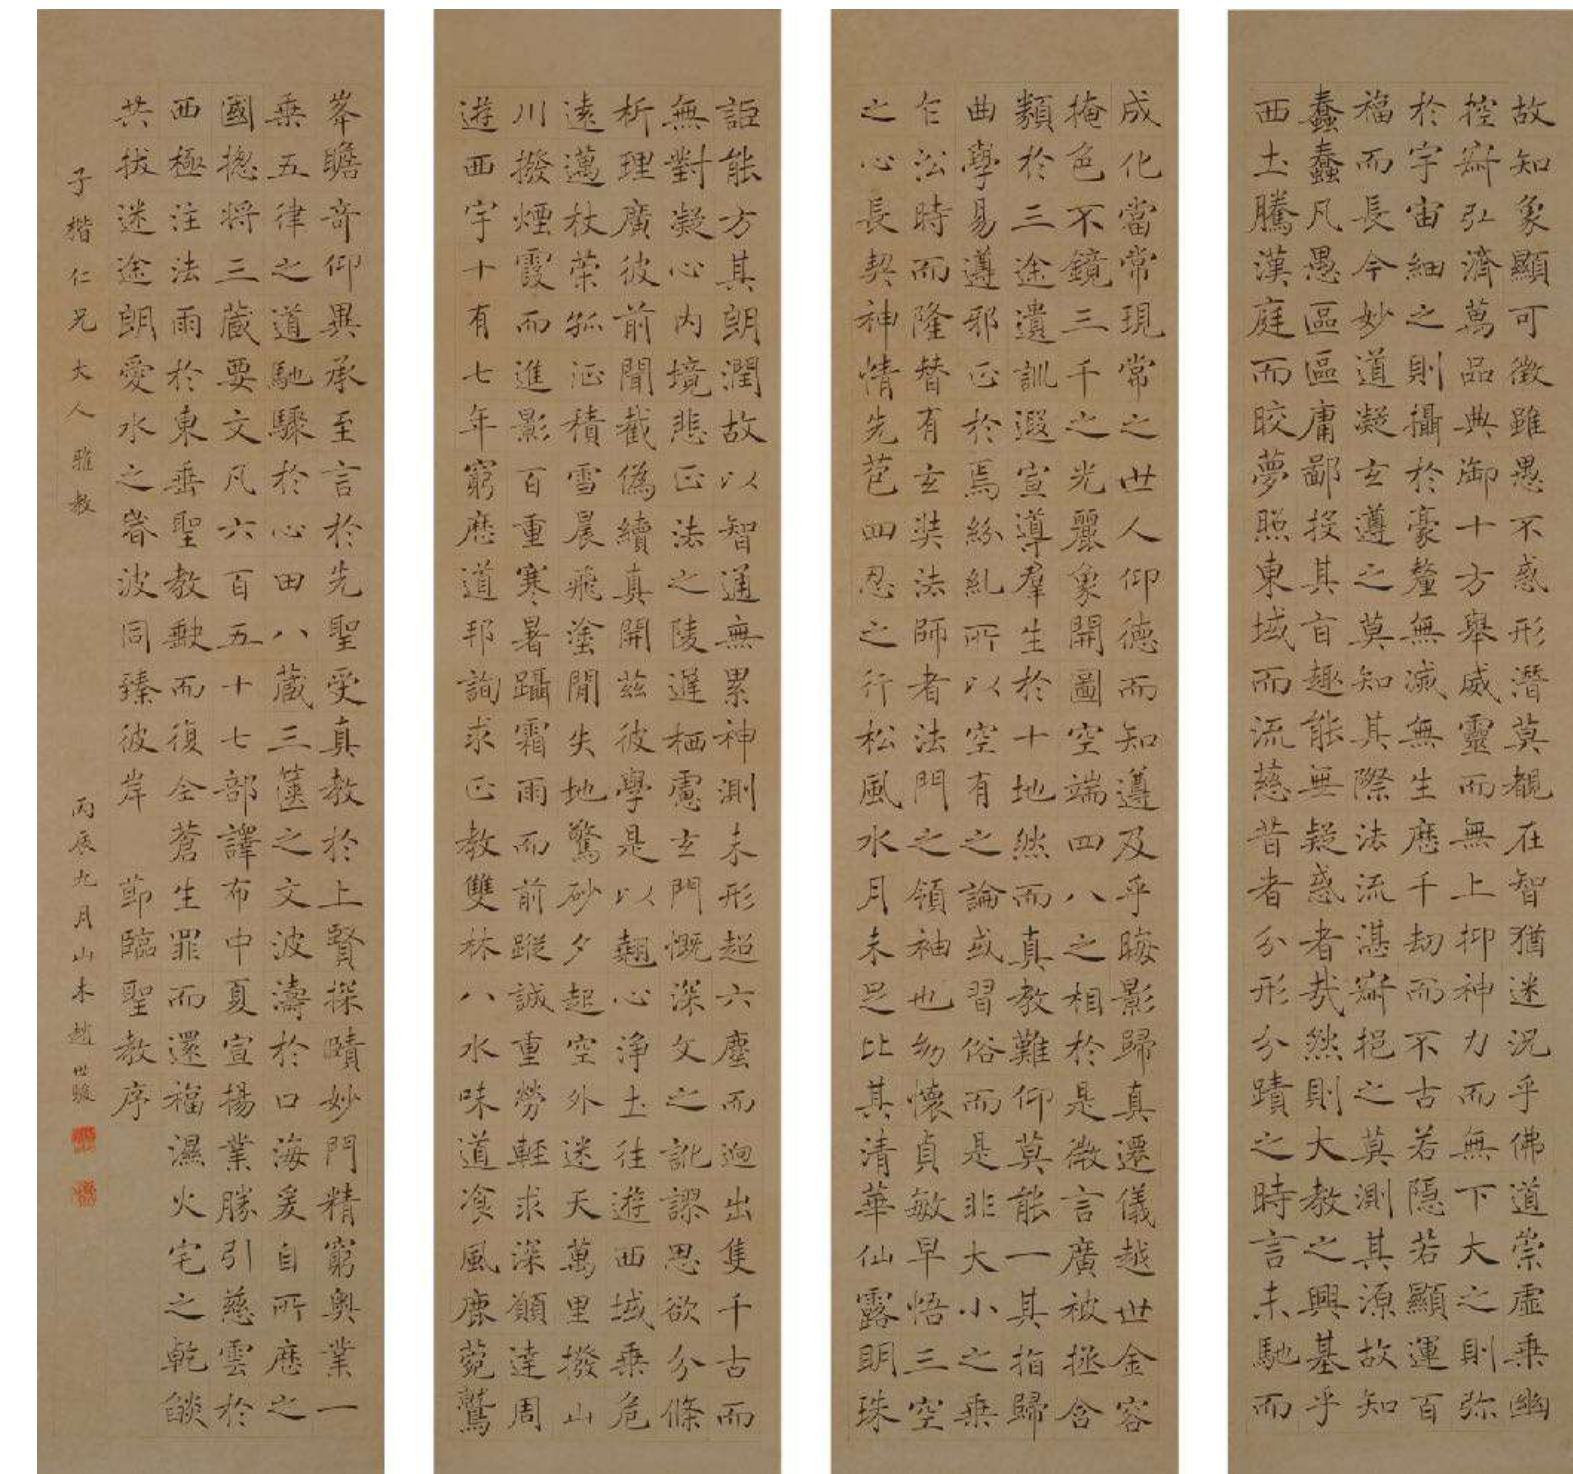 故知象顯可徵雖愚不惑形潛莫覩在智猶迷況乎佛道崇虛乘幽
控寂弘濟萬品典御十方舉威靈而無上抑神力而無下大之則弥
於宇宙細之則攝於豪釐無滅無生歷千劫而不古若隱若顯運百
福而長今妙道凝玄遵之莫知其際法流湛寂挹之莫測其源故知
蠢蠢凡愚區區庸鄙投其旨趣能無疑惑者哉然則大教之興基乎
西土騰漢庭而皎夢照東域而流慈昔者分形分蹟之時言未馳而
成化當常現常之世人仰德而知遵及乎晦影歸真遷儀越世金容
掩色不鏡三千之光麗象開圖空端四八之相於是微言廣被拯含
類於三途遺訓遐宣導羣生於十地然而真教難仰莫能一其指歸
曲學易遵邪正於焉紛糺所以空有之論或習俗而是非大小之乘
乍沿時而隆替有玄奘法師者法門之領袖也幼懷貞敏早悟三空
之心長契神情先苞四忍之行松風水月未足比其清華仙露明珠
詎能方其朗潤故以智通無累神測未形超六塵而迥出隻千古而
無對凝心內境悲正法之陵遲栖慮玄門慨深文之訛謬思欲分條
析理廣彼前聞截偽續真開茲彼學是以翹心淨土往遊西域乘危
遠邁杖策孤征積雪晨飛塗閒失地驚砂夕起空外迷天萬里撥山
川撥煙霞而進影百重寒暑躡霜雨而前蹤誠重勞輕求深願達周
遊西宇十有七年窮歷道邦詢求正教雙林八水味道飡風鹿菀鷲
峯瞻奇仰異承至言於先聖受真教於上賢探賾妙門精窮奧業一
乘五律之道馳驟於心田八藏三篋之文波濤於口海爰自所歷之
國揔將三藏要文凡六百五十七部譯布中夏宣揚業勝引慈雲於
西極注法雨於東垂聖教缺而復全蒼生罪而還福濕火宅之乾燄
共拔迷途朗愛水之昏波同臻彼岸 節臨聖教序
子楷仁兄大人雅教
丙辰九月山木趙世駿